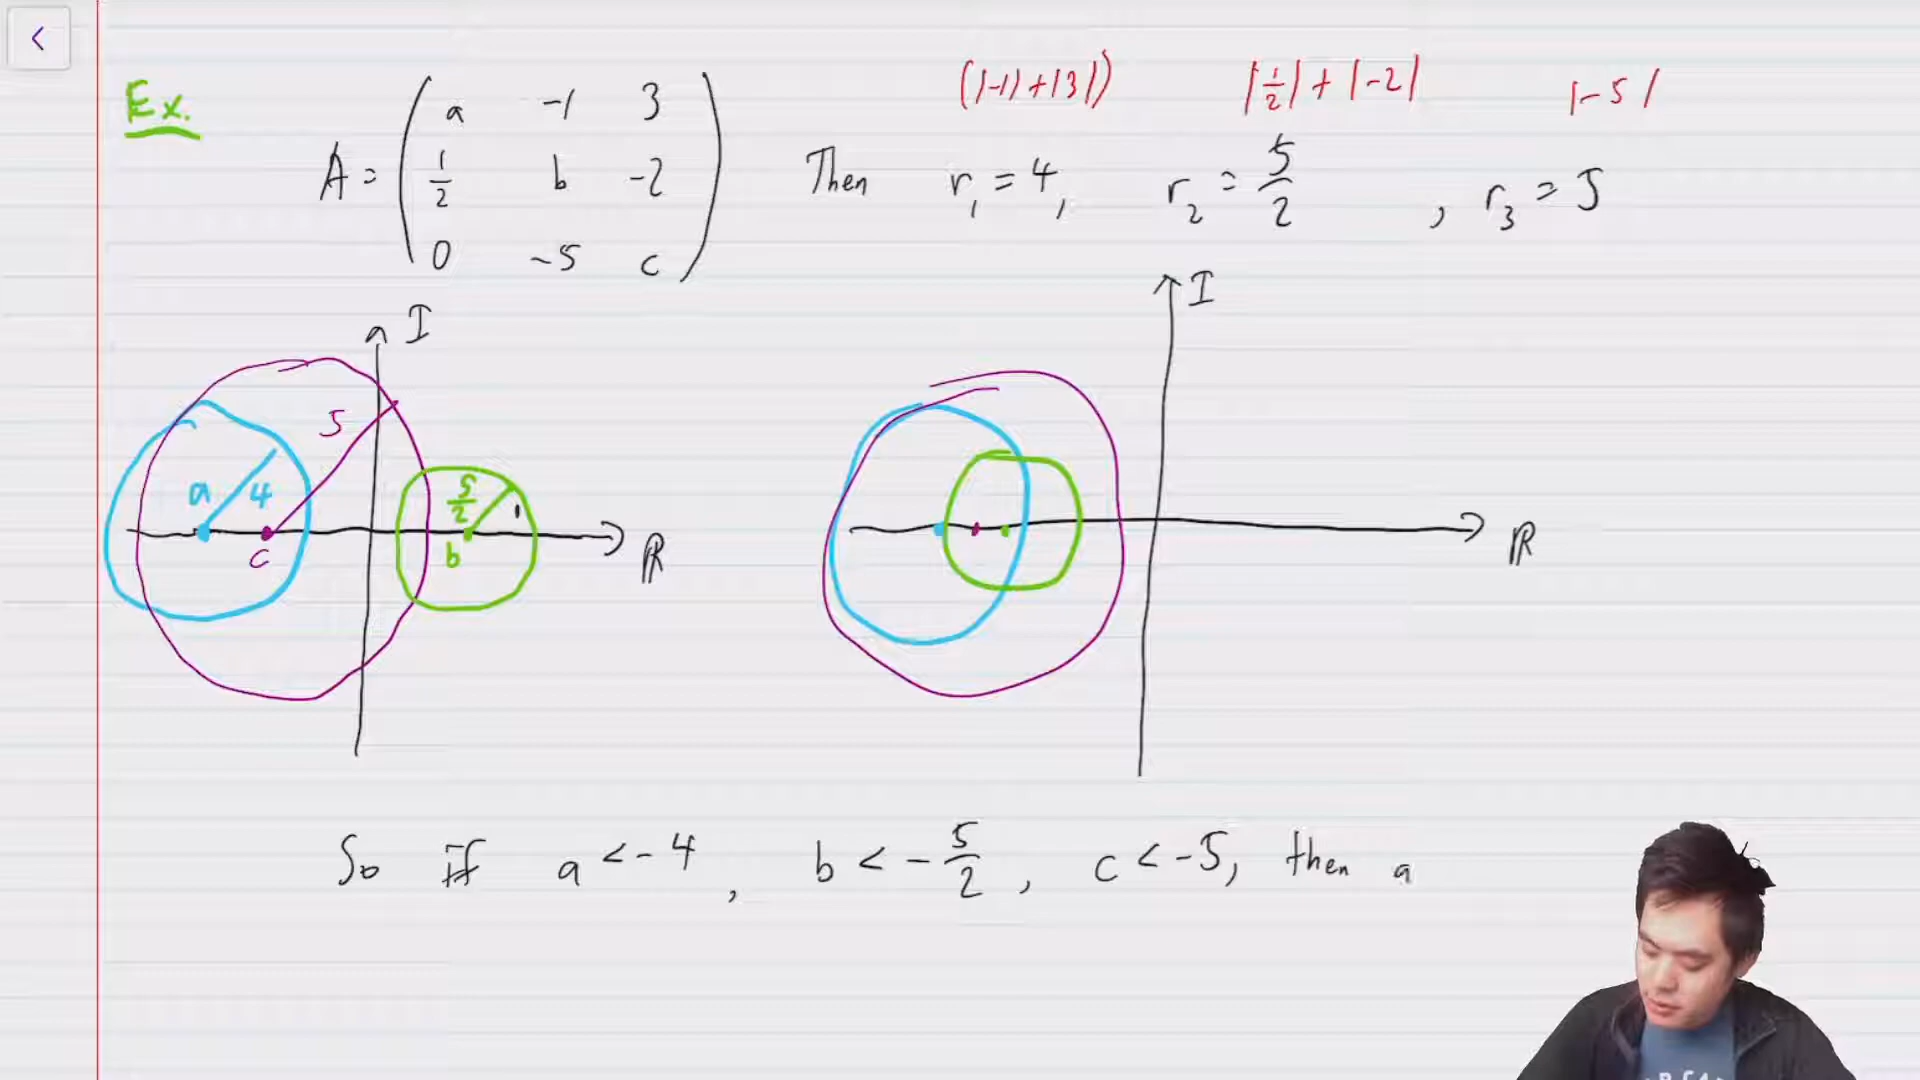 Ex.
(|-1| + |3|) |1/2| + |-2| |-5|
A = ( a -1 3
1/2 b -2
0 -5 c ) Then r₁ = 4, r₂ = 5/2, r₃ = 5
I I
5
a 4 5/2
c b
R R
So if a < -4, b < -5/2, c < -5, then a